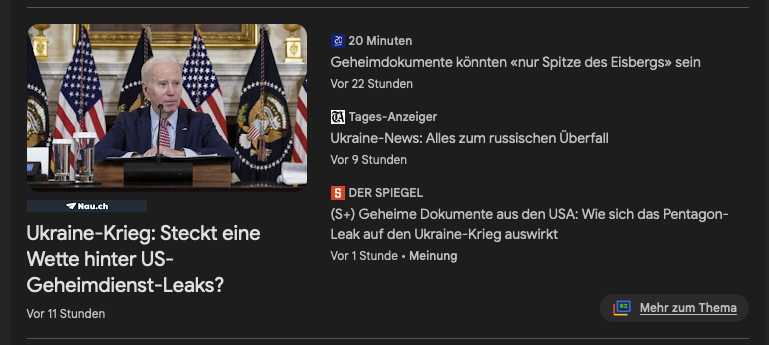 Nau.ch
Ukraine-Krieg: Steckt eine
Wette hinter US-
Geheimdienst-Leaks?
Vor 11 Stunden
20 Minuten
Geheimdokumente könnten «nur Spitze des Eisbergs» sein
Vor 22 Stunden
Tages-Anzeiger
Ukraine-News: Alles zum russischen Überfall
Vor 9 Stunden
DER SPIEGEL
(S+) Geheime Dokumente aus den USA: Wie sich das Pentagon-
Leak auf den Ukraine-Krieg auswirkt
Vor 1 Stunde • Meinung
Mehr zum Thema